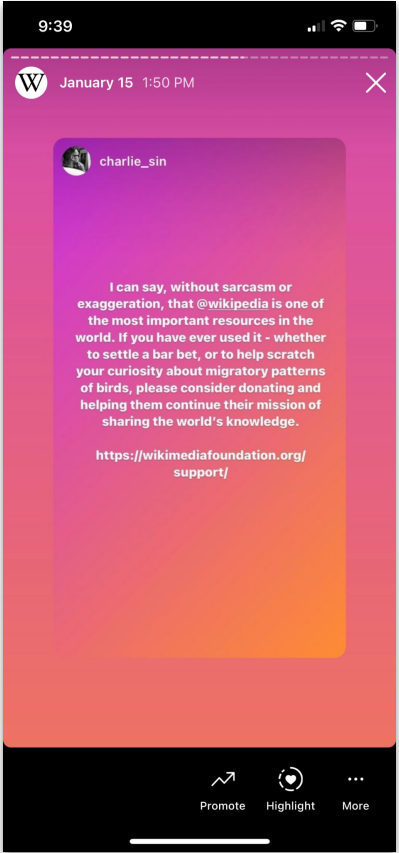 9:39
W January 15 1:50 PM
charlie_sin
I can say, without sarcasm or
exaggeration, that @wikipedia is one of
the most important resources in the
world. If you have ever used it - whether
to settle a bar bet, or to help scratch
your curiosity about migratory patterns
of birds, please consider donating and
helping them continue their mission of
sharing the world's knowledge.
https://wikimediafoundation.org/
support/
Promote Highlight More